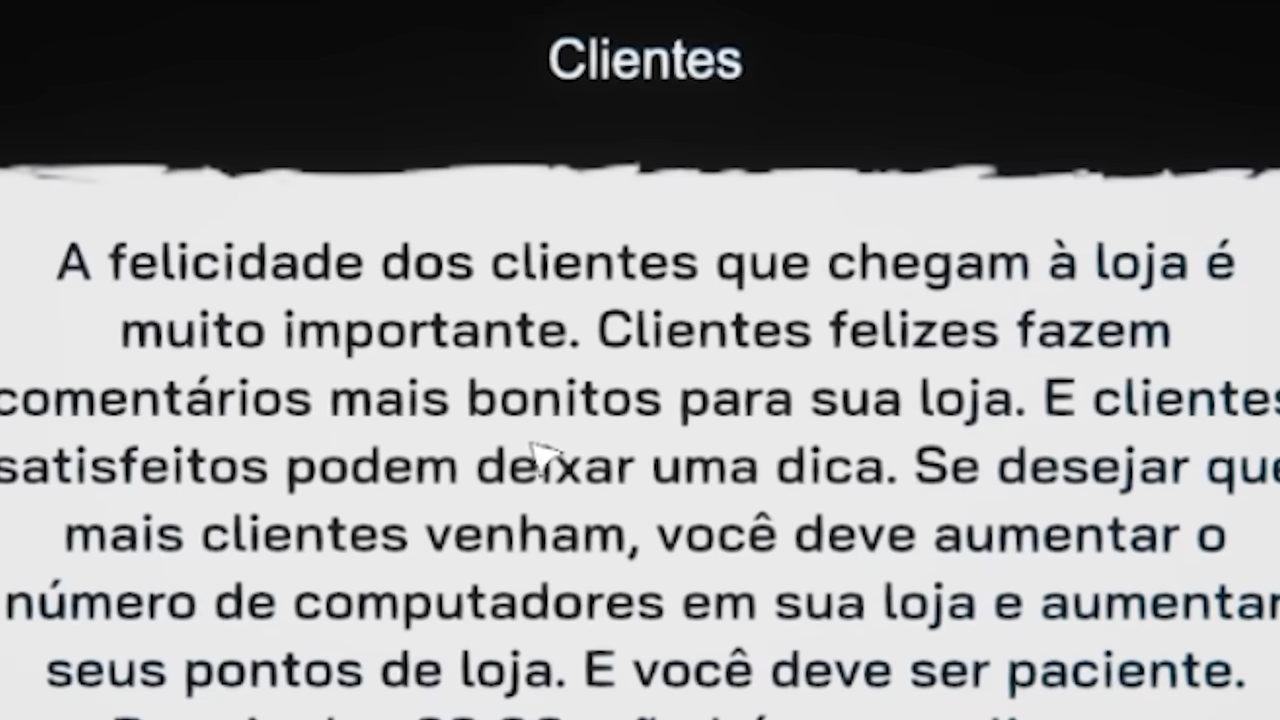 Clientes
A felicidade dos clientes que chegam à loja é
muito importante. Clientes felizes fazem
comentários mais bonitos para sua loja. E clientes
satisfeitos podem deixar uma dica. Se desejar que
mais clientes venham, você deve aumentar o
número de computadores em sua loja e aumentar
seus pontos de loja. E você deve ser paciente.